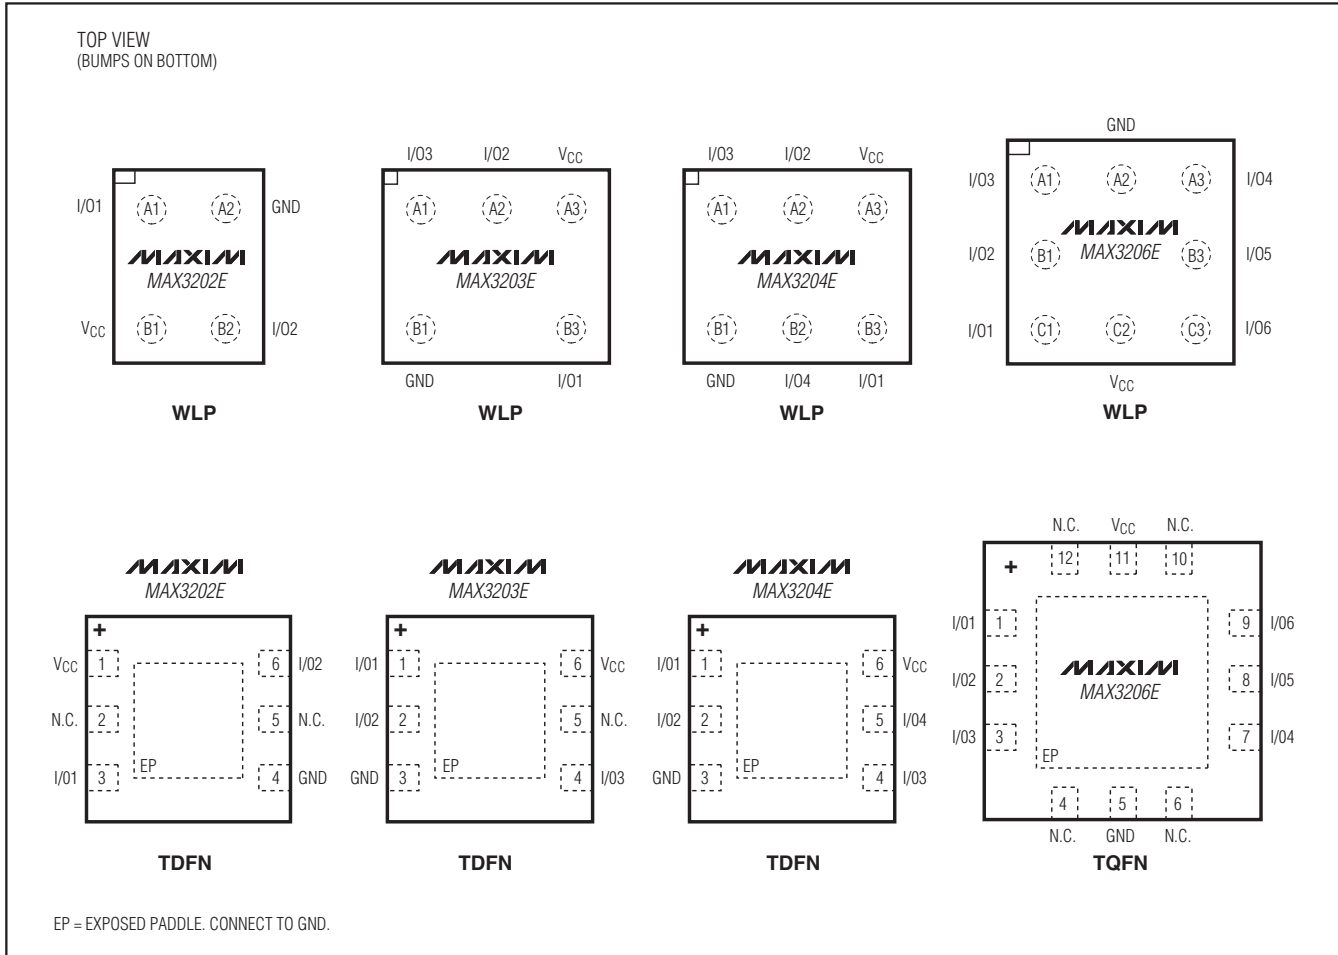 TOP VIEW
(BUMPS ON BOTTOM)
I/O1
A1
A2
GND
MAXIM
MAX3202E
VCC
B1
B2
I/O2
WLP
I/O3
I/O2
VCC
A1
A2
A3
MAXIM
MAX3203E
B1
B3
GND
I/O1
WLP
I/O3
I/O2
VCC
A1
A2
A3
MAXIM
MAX3204E
B1
B2
B3
GND
I/O4
I/O1
WLP
GND
I/O3
A1
A2
A3
I/O4
MAXIM
MAX3206E
I/O2
B1
B3
I/O5
I/O1
C1
C2
C3
I/O6
VCC
WLP
MAXIM
MAX3202E
+
VCC
1
6
I/O2
N.C.
2
5
N.C.
I/O1
3
EP
4
GND
TDFN
MAXIM
MAX3203E
+
I/O1
1
6
VCC
I/O2
2
5
N.C.
GND
3
EP
4
I/O3
TDFN
MAXIM
MAX3204E
+
I/O1
1
6
VCC
I/O2
2
5
I/O4
GND
3
EP
4
I/O3
TDFN
N.C.
VCC
N.C.
+
12
11
10
I/O1
1
9
I/O6
MAXIM
MAX3206E
I/O2
2
8
I/O5
I/O3
3
7
I/O4
EP
4
5
6
N.C.
GND
N.C.
TQFN
EP = EXPOSED PADDLE. CONNECT TO GND.